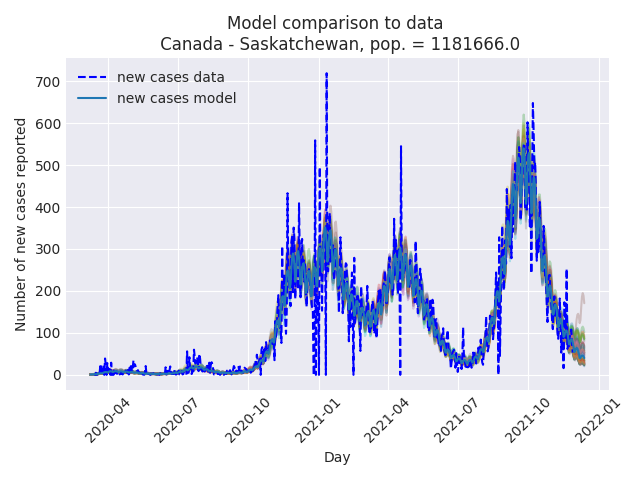 Model comparison to data
Canada - Saskatchewan, pop. = 1181666.0
new cases data
new cases model
Number of new cases reported
700
600
500
400
300
200
100
0
2020-04
2020-07
2020-10
2021-01
2021-04
2021-07
2021-10
2022-01
Day